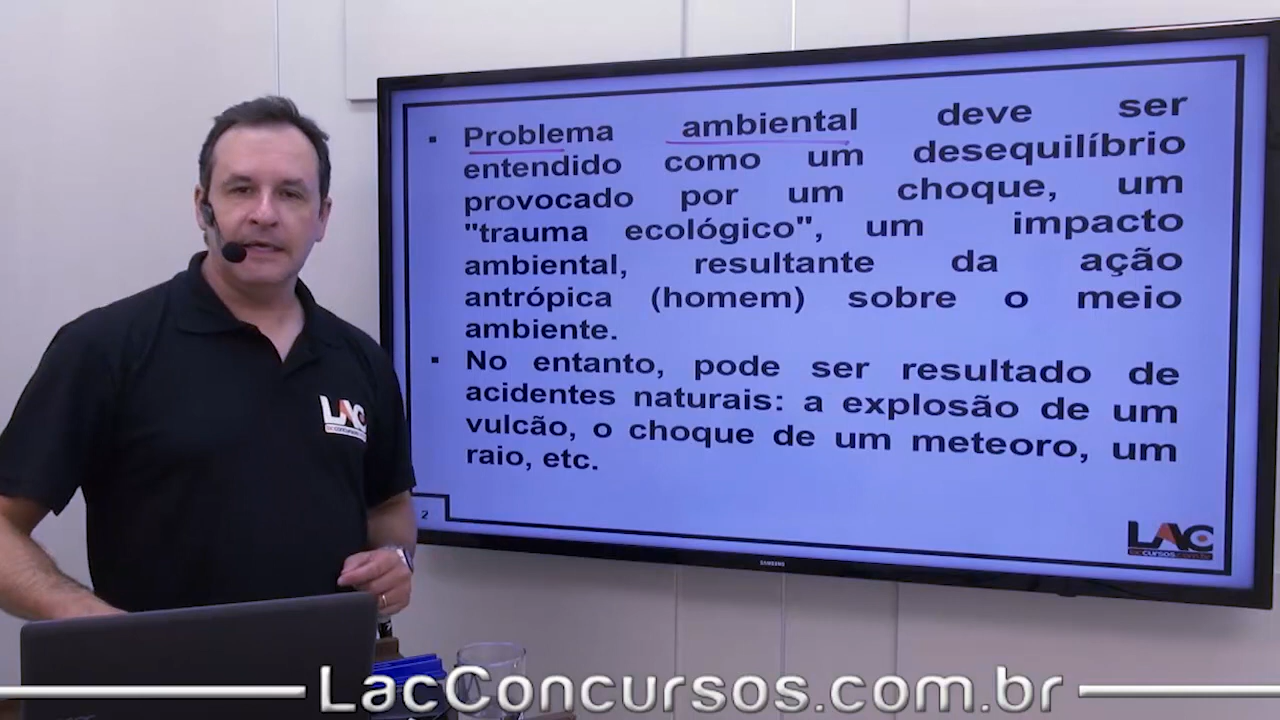 Problema ambiental deve ser
entendido como um desequilíbrio
provocado por um choque, um
"trauma ecológico", um impacto
ambiental, resultante da ação
antrópica (homem) sobre o meio
ambiente.
No entanto, pode ser resultado de
acidentes naturais: a explosão de um
vulcão, o choque de um meteoro, um
raio, etc.
2
LAC
SAMSUNG
LAC
LacConcursos.com.br